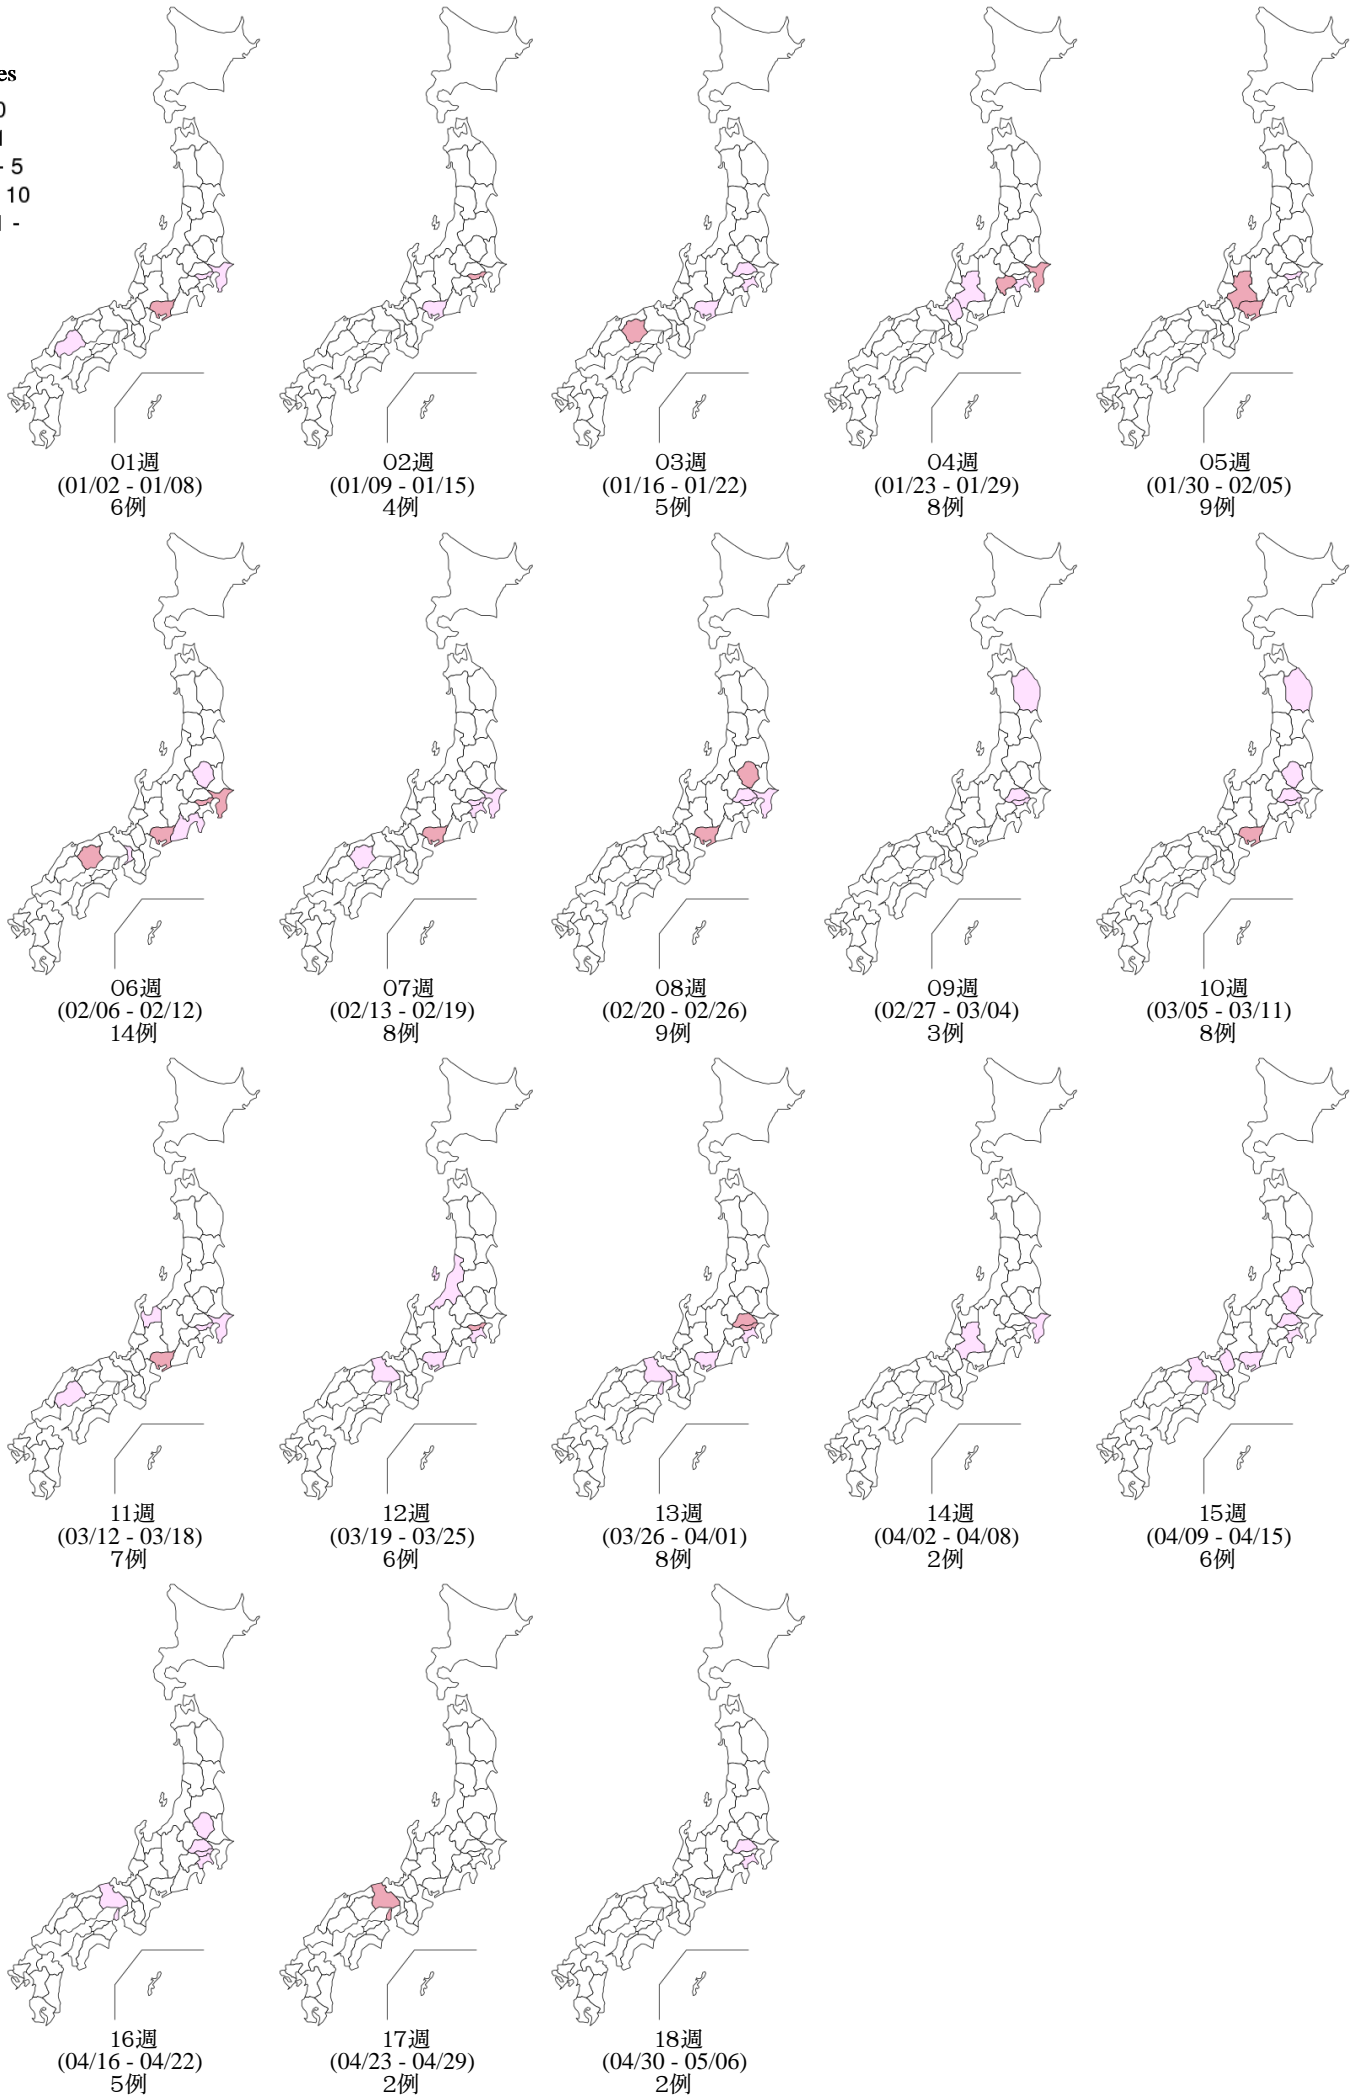 es
0
1
- 5
10
1 -
01週
(01/02 - 01/08)
6例
02週
(01/09 - 01/15)
4例
03週
(01/16 - 01/22)
5例
04週
(01/23 - 01/29)
8例
05週
(01/30 - 02/05)
9例
06週
(02/06 - 02/12)
14例
07週
(02/13 - 02/19)
8例
08週
(02/20 - 02/26)
9例
09週
(02/27 - 03/04)
3例
10週
(03/05 - 03/11)
8例
11週
(03/12 - 03/18)
7例
12週
(03/19 - 03/25)
6例
13週
(03/26 - 04/01)
8例
14週
(04/02 - 04/08)
2例
15週
(04/09 - 04/15)
6例
16週
(04/16 - 04/22)
5例
17週
(04/23 - 04/29)
2例
18週
(04/30 - 05/06)
2例